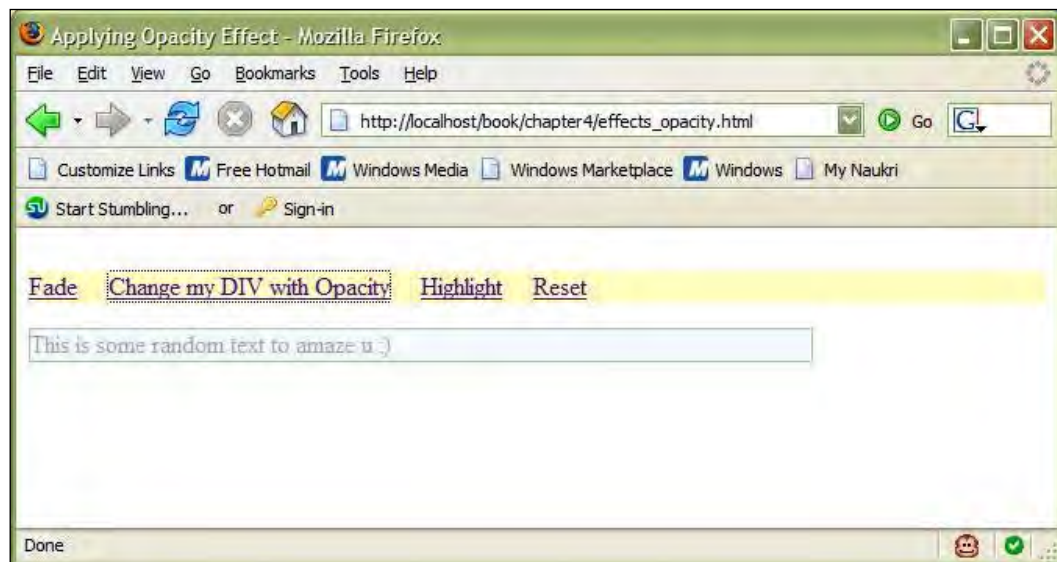 Applying Opacity Effect - Mozilla Firefox
File Edit View Go Bookmarks Tools Help
http://localhost/book/chapter4/effects_opacity.html Go G
Customize Links Free Hotmail Windows Media Windows Marketplace Windows My Naukri
SU Start Stumbling... or Sign-in
Fade Change my DIV with Opacity Highlight Reset
This is some random text to amaze u :)
Done